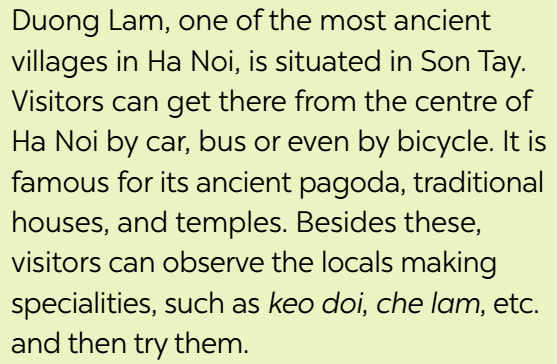 Duong Lam, one of the most ancient
villages in Ha Noi, is situated in Son Tay.
Visitors can get there from the centre of
Ha Noi by car, bus or even by bicycle. It is
famous for its ancient pagoda, traditional
houses, and temples. Besides these,
visitors can observe the locals making
specialities, such as keo doi, che lam, etc.
and then try them.